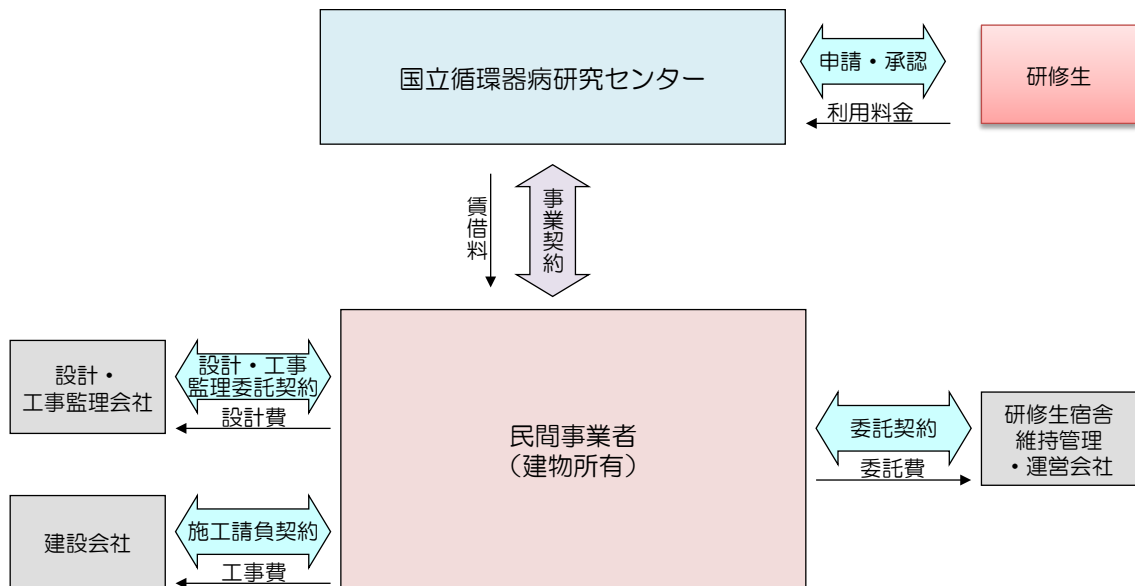 国立循環器病研究センター
申請・承認
利用料金
研修生
賃借料
事業契約
設計・
工事監理会社
設計・工事
監理委託契約
設計費
民間事業者
（建物所有）
委託契約
委託費
研修生宿舎
維持管理
・運営会社
建設会社
施工請負契約
工事費